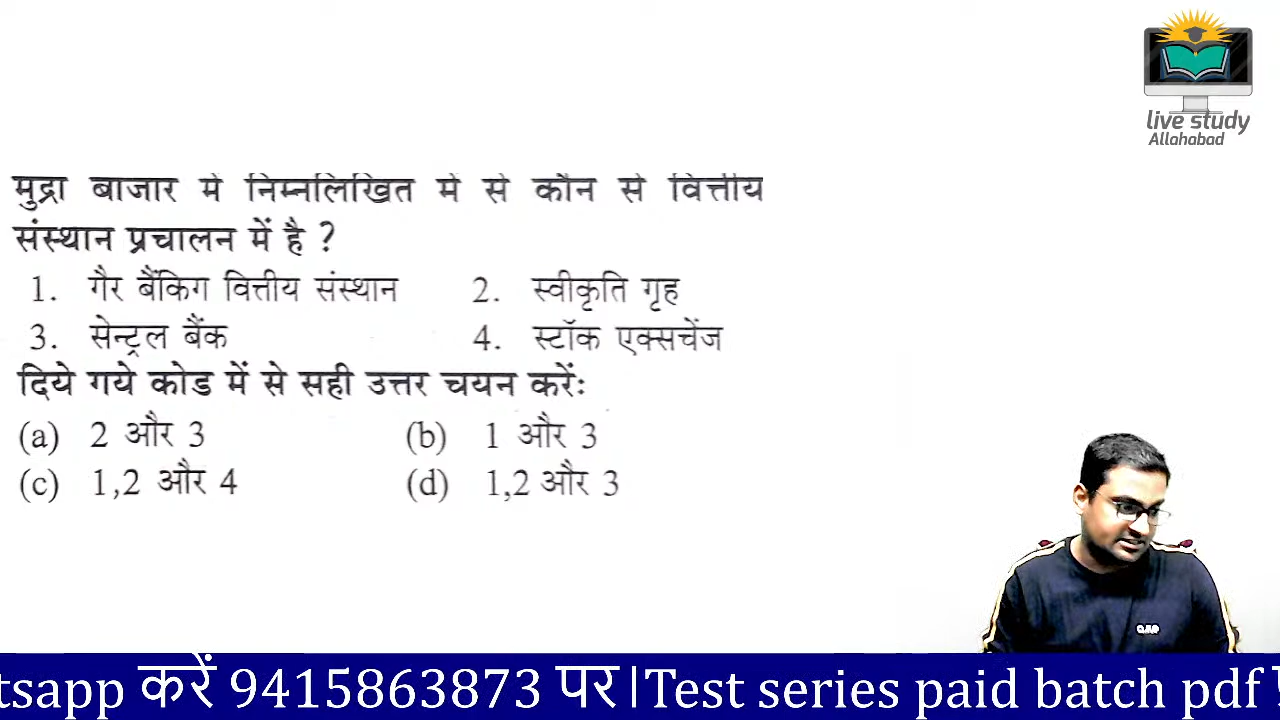 live study
Allahabad
मुद्रा बाजार में निम्नलिखित में से कौन से वित्तीय
संस्थान प्रचालन में है ?
1. गैर बैंकिग वित्तीय संस्थान 2. स्वीकृति गृह
3. सेन्ट्रल बैंक 4. स्टॉक एक्सचेंज
दिये गये कोड में से सही उत्तर चयन करेंः
(a) 2 और 3 (b) 1 और 3
(c) 1,2 और 4 (d) 1,2 और 3
tsapp करें 9415863873 पर।Test series paid batch pdf